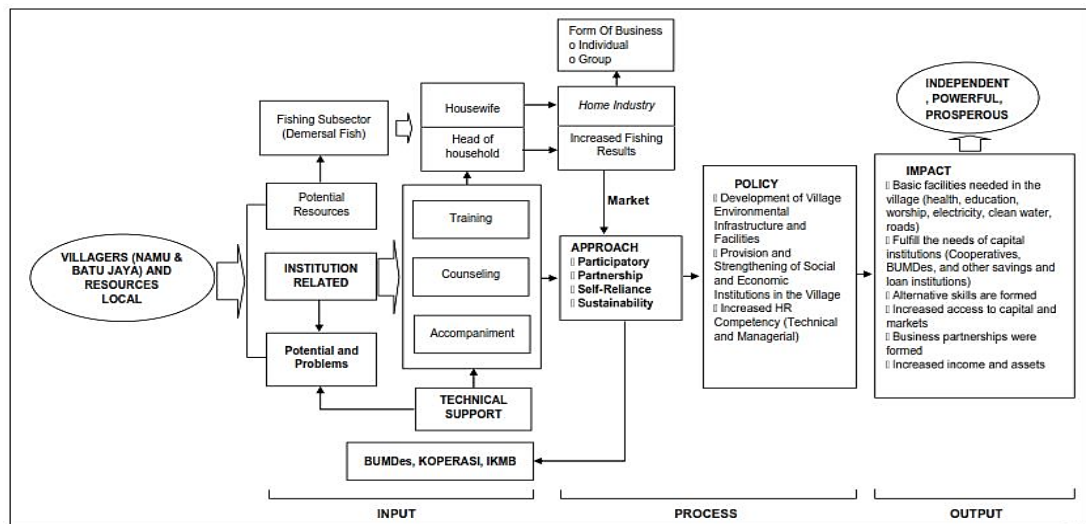 Form Of Business
o Individual
o Group
INDEPENDENT
, POWERFUL,
PROSPEROUS
Fishing Subsector
(Demersal Fish)
Housewife
Head of
household
Home Industry
Increased Fishing
Results
Potential
Resources
Market
VILLAGERS (NAMU &
BATU JAYA) AND
RESOURCES
LOCAL
INSTITUTION
RELATED
Potential and
Problems
Training
Counseling
Accompaniment
TECHNICAL
SUPPORT
APPROACH
▯ Participatory
▯ Partnership
▯ Self-Reliance
▯ Sustainability
POLICY
▯ Development of Village
Environmental
Infrastructure and
Facilities
▯ Provision and
Strengthening of Social
and Economic
Institutions in the Village
▯ Increased HR
Competency (Technical
and Managerial)
IMPACT
▯ Basic facilities needed in the
village (health, education,
worship, electricity, clean water,
roads)
▯ Fulfill the needs of capital
institutions (Cooperatives,
BUMDes, and other savings and
loan institutions)
▯ Alternative skills are formed
▯ Increased access to capital and
markets
▯ Business partnerships were
formed
▯ Increased income and assets
BUMDes, KOPERASI, IKMB
INPUT
PROCESS
OUTPUT